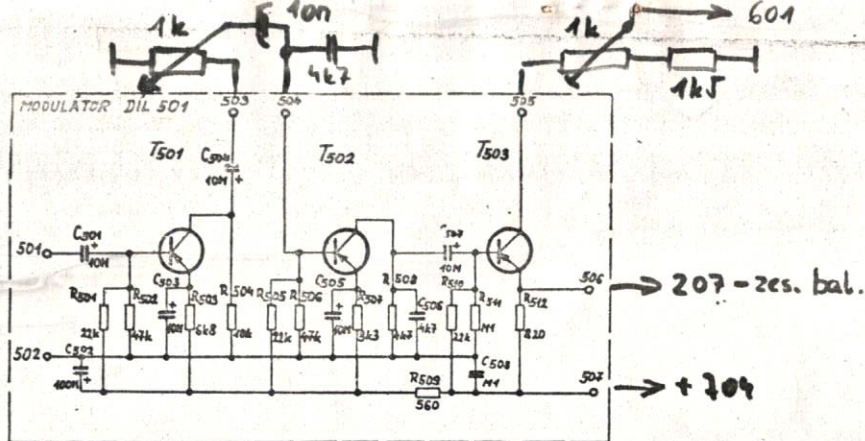 1k 10n → 601
4k7 1k5
MODULÁTOR DÍL 501 503 504 505
T501 C504 T502 T503
10M
C501 C507
501 10M 10M 506
→ 207 - zes. bal.
C503 C505 R508 R510
R501 R502 R503 R504 R505 R506 R507 C506 R511 R512
10M 10M
22k 47k 6k8 10k 22k 47k 3k3 4k7 4k7 22k M1 820
502 C502 C508
100M R509 M1 507 → + 704
560